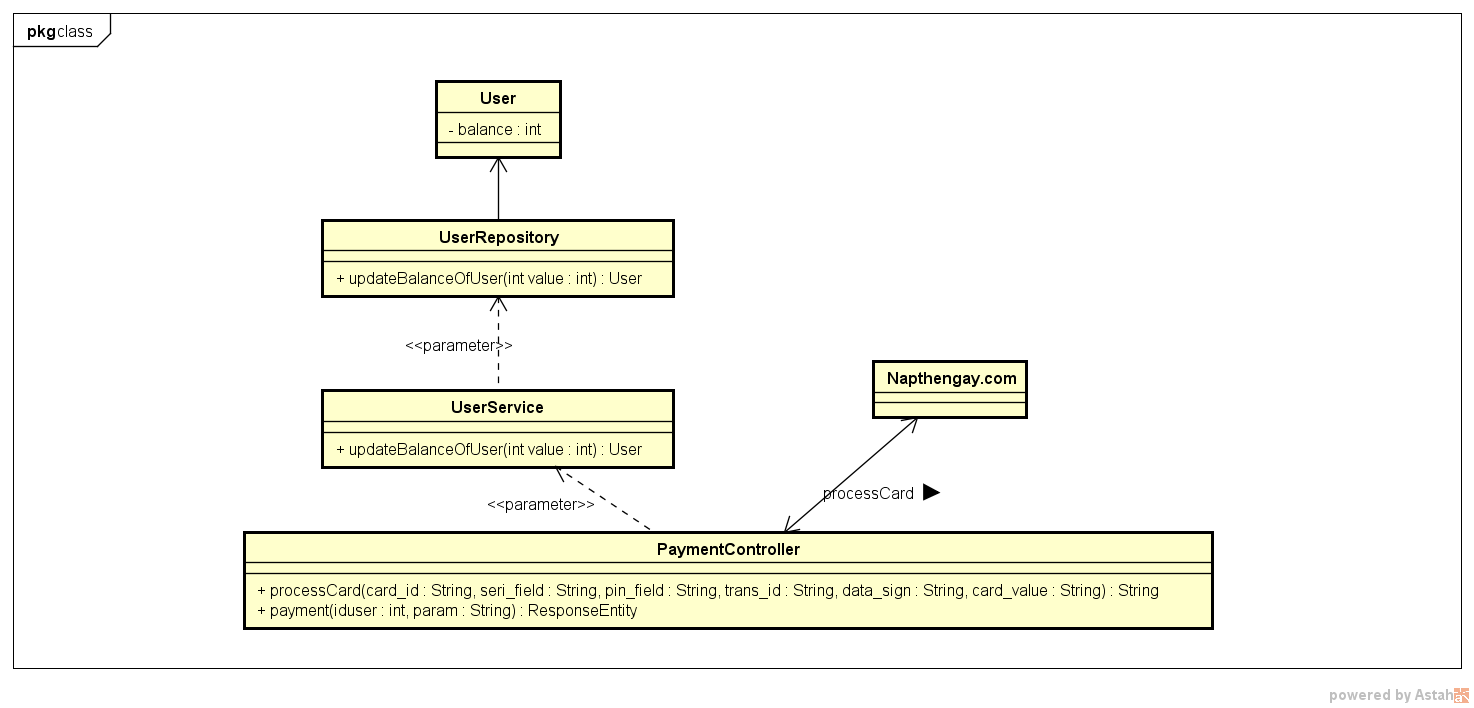 pkg class
User
- balance : int
UserRepository
+ updateBalanceOfUser(int value : int) : User
<<parameter>>
Napthengay.com
UserService
+ updateBalanceOfUser(int value : int) : User
processCard
<<parameter>>
PaymentController
+ processCard(card_id : String, seri_field : String, pin_field : String, trans_id : String, data_sign : String, card_value : String) : String
+ payment(iduser : int, param : String) : ResponseEntity
powered by Astah